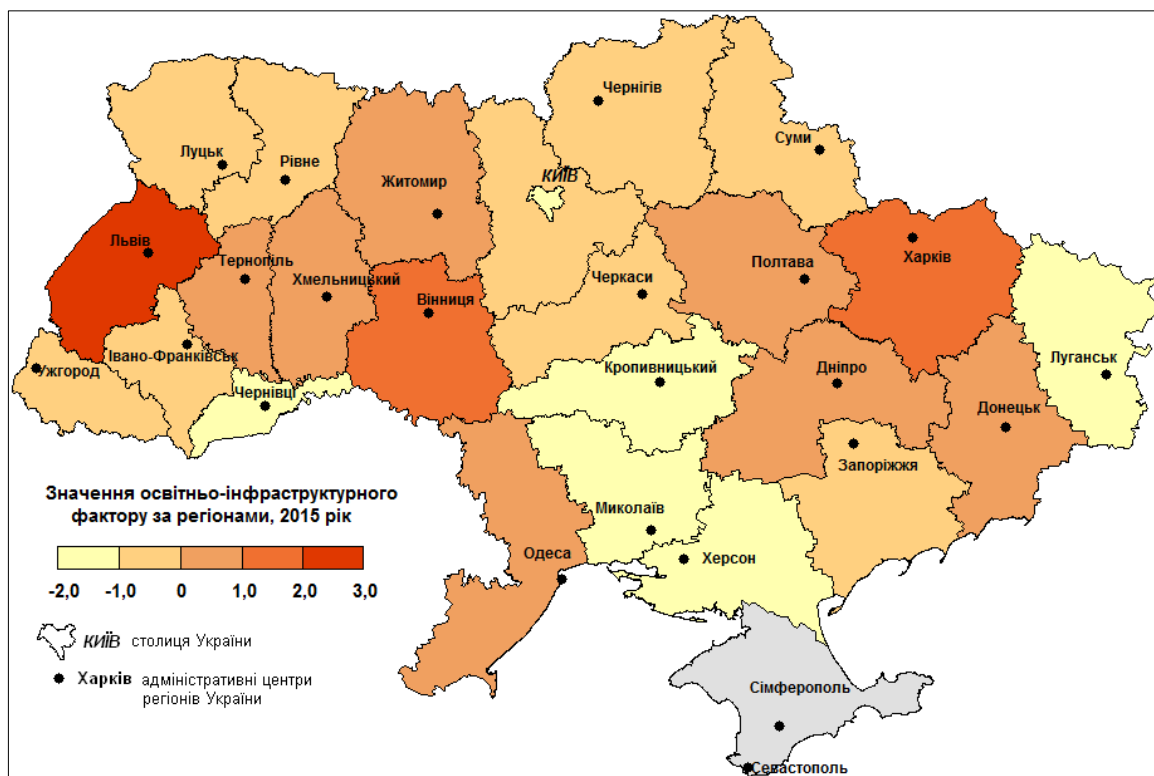 Чернігів
Суми
Луцьк
Рівне
КИЇВ
Житомир
Львів
Тернопіль
Хмельницький
Вінниця
Черкаси
Полтава
Харків
Івано-Франківськ
Ужгород
Чернівці
Кропивницький
Дніпро
Луганськ
Донецьк
Запоріжжя
Миколаїв
Одеса
Херсон
Сімферополь
Севастополь
Значення освітньо-інфраструктурного
фактору за регіонами, 2015 рік
-2,0 -1,0 0 1,0 2,0 3,0
КИЇВ столиця України
Харків адміністративні центри
регіонів України